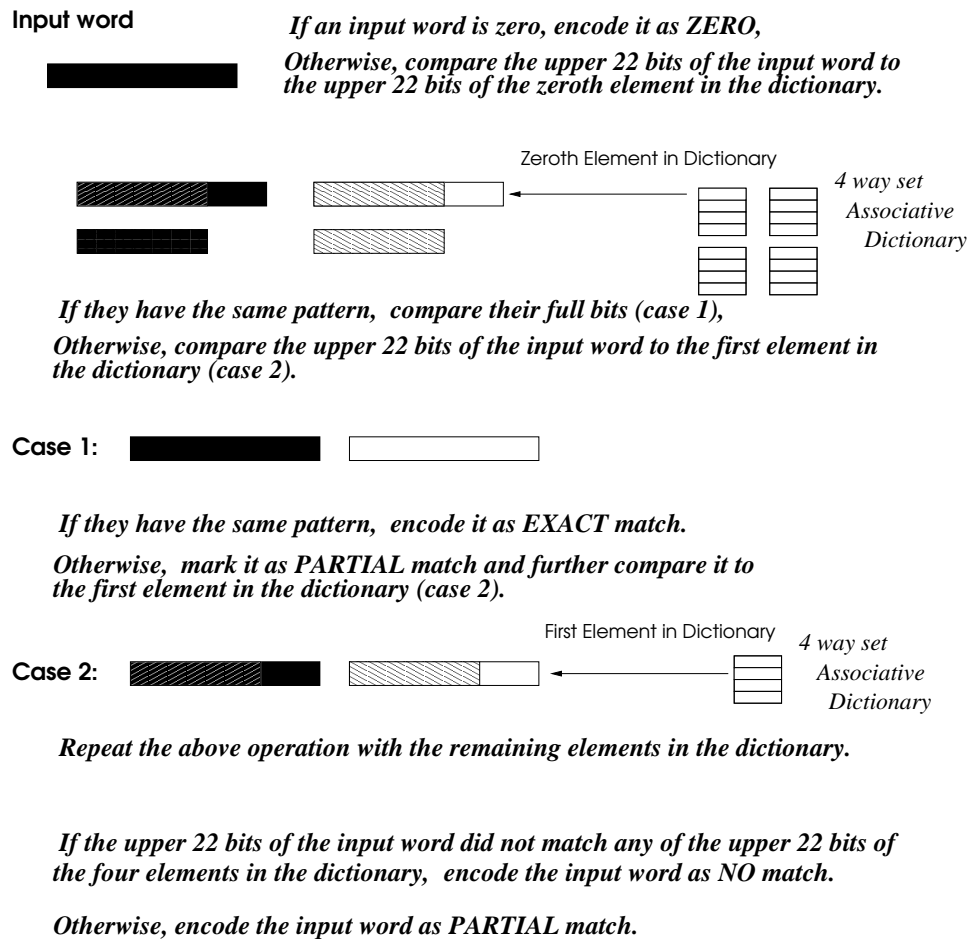 Input word
If an input word is zero, encode it as ZERO,
Otherwise, compare the upper 22 bits of the input word to
the upper 22 bits of the zeroth element in the dictionary.
Zeroth Element in Dictionary
4 way set
Associative
Dictionary
If they have the same pattern, compare their full bits (case 1),
Otherwise, compare the upper 22 bits of the input word to the first element in
the dictionary (case 2).
Case 1:
If they have the same pattern, encode it as EXACT match.
Otherwise, mark it as PARTIAL match and further compare it to
the first element in the dictionary (case 2).
First Element in Dictionary
4 way set
Associative
Dictionary
Case 2:
Repeat the above operation with the remaining elements in the dictionary.
If the upper 22 bits of the input word did not match any of the upper 22 bits of
the four elements in the dictionary, encode the input word as NO match.
Otherwise, encode the input word as PARTIAL match.